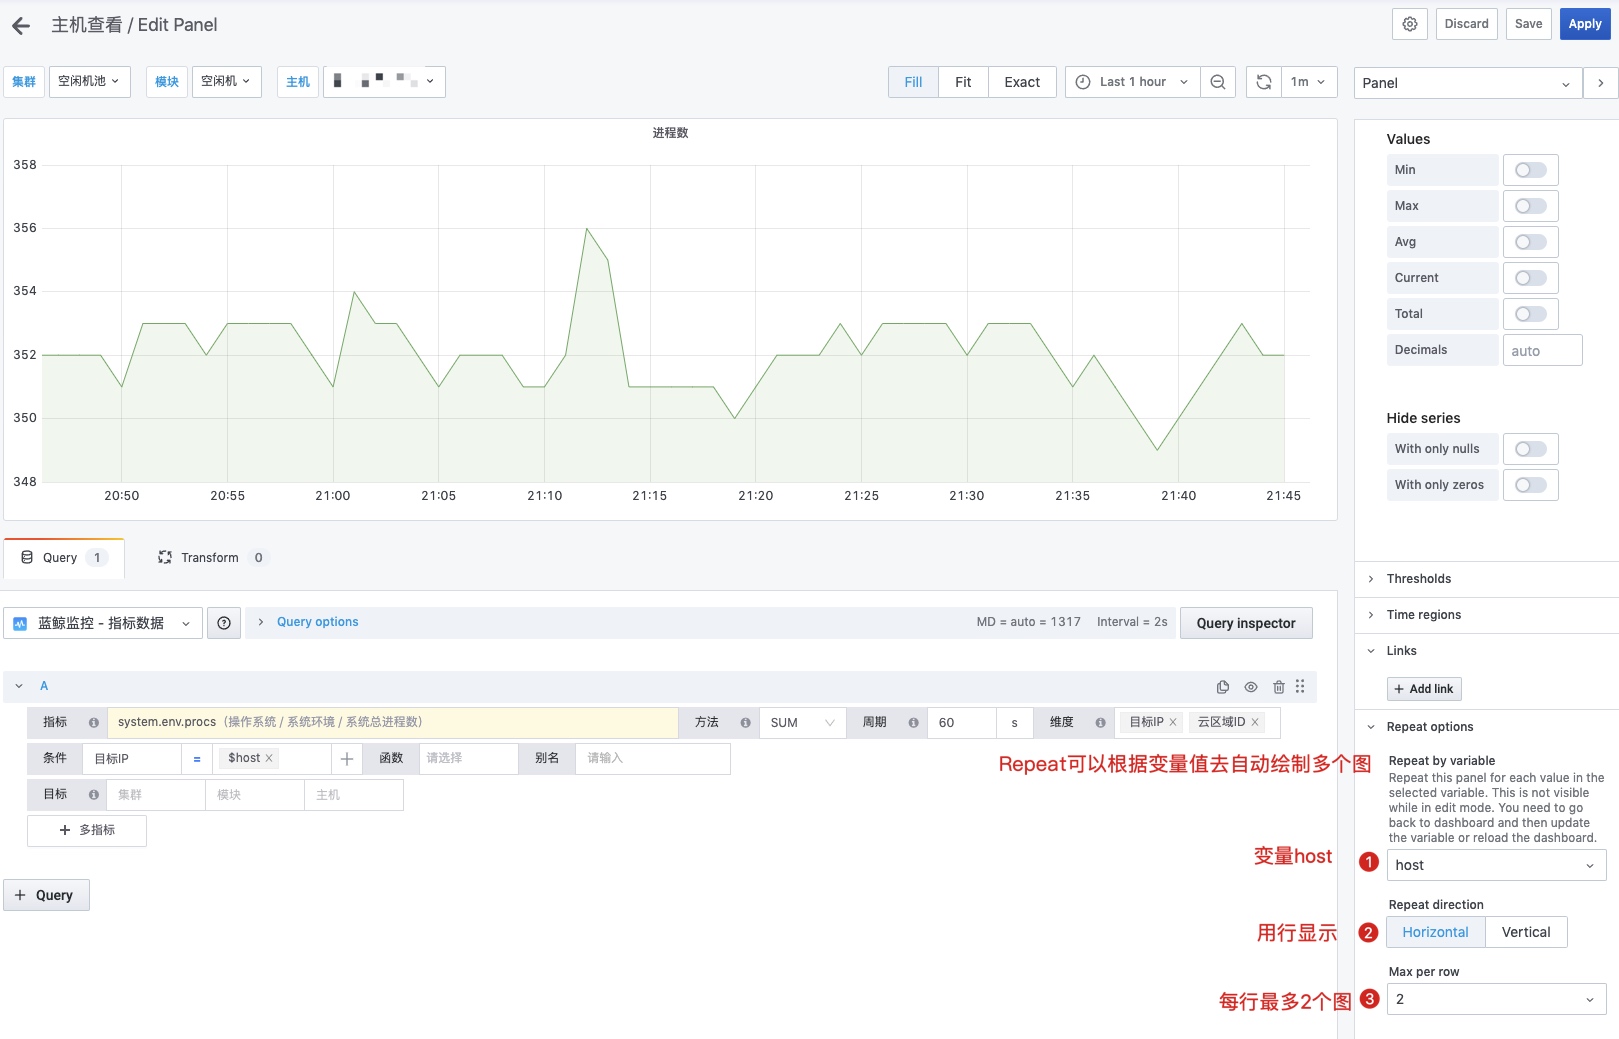 主机查看 / Edit Panel
Discard
Save
Apply
集群
空闲机池
模块
空闲机
主机
Fill
Fit
Exact
Last 1 hour
1m
Panel
进程数
358
356
354
352
350
348
20:50
20:55
21:00
21:05
21:10
21:15
21:20
21:25
21:30
21:35
21:40
21:45
Query
1
Transform
0
蓝鲸监控 - 指标数据
Query options
MD = auto = 1317
Interval = 2s
Query inspector
A
指标
system.env.procs（操作系统 / 系统环境 / 系统总进程数）
方法
SUM
周期
60
s
维度
目标IP ×
云区域ID ×
条件
目标IP
=
$host ×
函数
请选择
别名
请输入
目标
集群
模块
主机
+ 多指标
+ Query
Values
Min
Max
Avg
Current
Total
Decimals
auto
Hide series
With only nulls
With only zeros
Thresholds
Time regions
Links
+ Add link
Repeat options
Repeat by variable
Repeat this panel for each value in the
selected variable. This is not visible
while in edit mode. You need to go
back to dashboard and then update
the variable or reload the dashboard.
host
Repeat direction
Horizontal
Vertical
Max per row
2
Repeat可以根据变量值去自动绘制多个图
变量host
1
用行显示
2
每行最多2个图
3